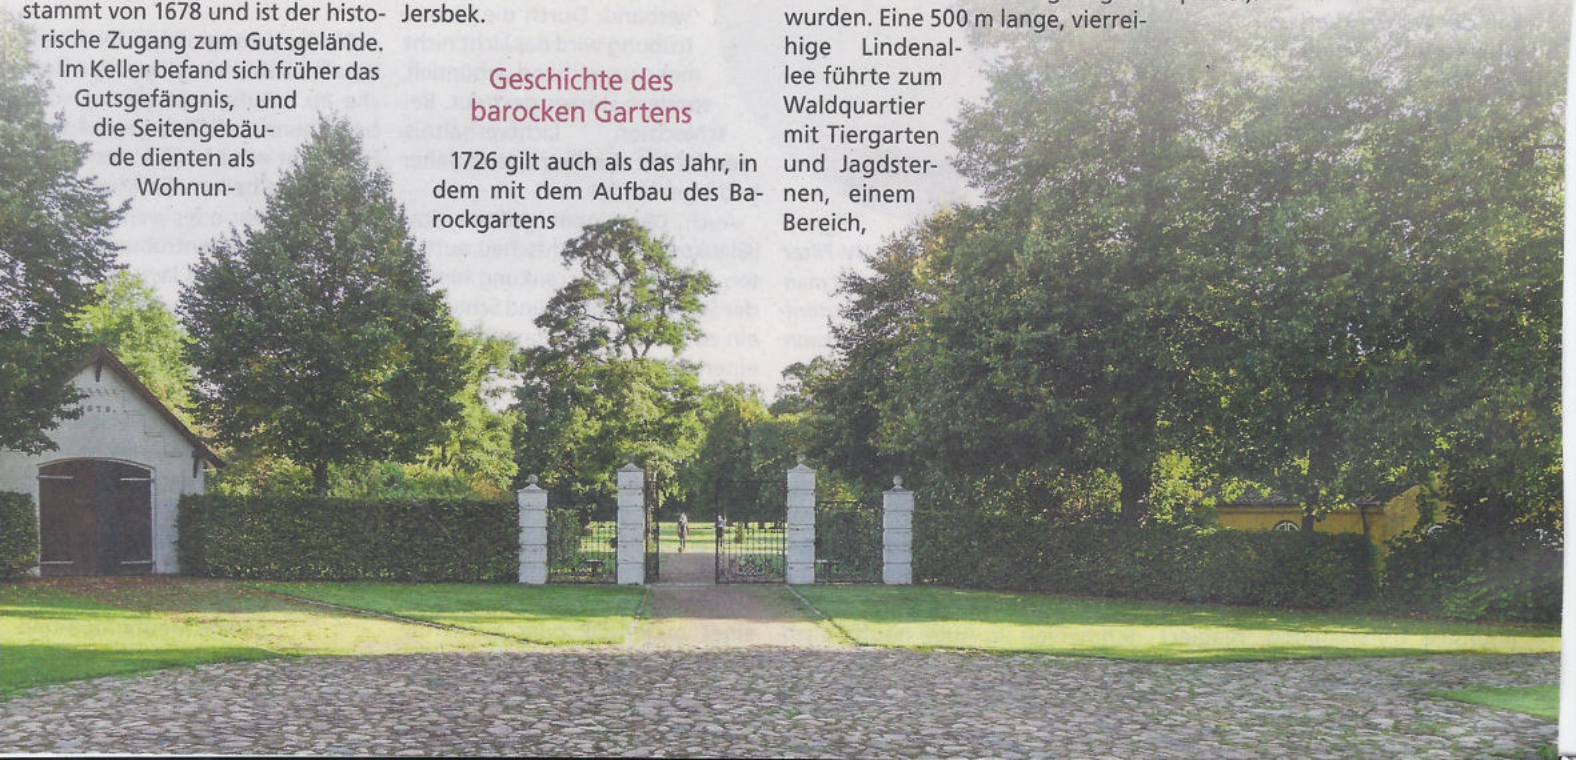 stammt von 1678 und ist der histo-
rische Zugang zum Gutsgelände.
Im Keller befand sich früher das
Gutsgefängnis, und
die Seitengebäu-
de dienten als
Wohnun-
Jersbek.
Geschichte des
barocken Gartens
1726 gilt auch als das Jahr, in
dem mit dem Aufbau des Ba-
rockgartens
wurden. Eine 500 m lange, vierrei-
hige Lindenal-
lee führte zum
Waldquartier
mit Tiergarten
und Jagdster-
nen, einem
Bereich,